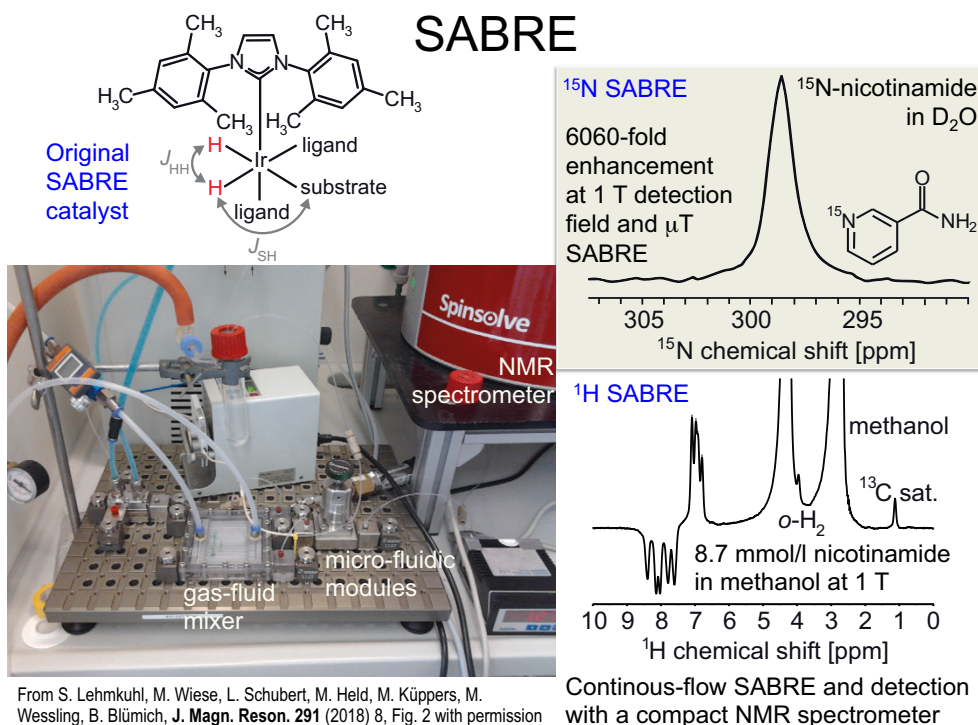 SABRE
CH₃
CH₃
H₃C
N
N
CH₃
CH₃
H₃C
CH₃
Original
SABRE
catalyst
J_HH
H
H
Ir
ligand
substrate
ligand
J_SH
¹⁵N SABRE
¹⁵N-nicotinamide
in D₂O
6060-fold
enhancement
at 1 T detection
field and µT
SABRE
O
¹⁵N
NH₂
305 300 295
¹⁵N chemical shift [ppm]
Spinsolve
NMR
spectrometer
micro-fluidic
modules
gas-fluid
mixer
¹H SABRE
methanol
¹³C sat.
o-H₂
8.7 mmol/l nicotinamide
in methanol at 1 T
10 9 8 7 6 5 4 3 2 1 0
¹H chemical shift [ppm]
From S. Lehmkuhl, M. Wiese, L. Schubert, M. Held, M. Küppers, M.
Wessling, B. Blümich, J. Magn. Reson. 291 (2018) 8, Fig. 2 with permission
Continous-flow SABRE and detection
with a compact NMR spectrometer